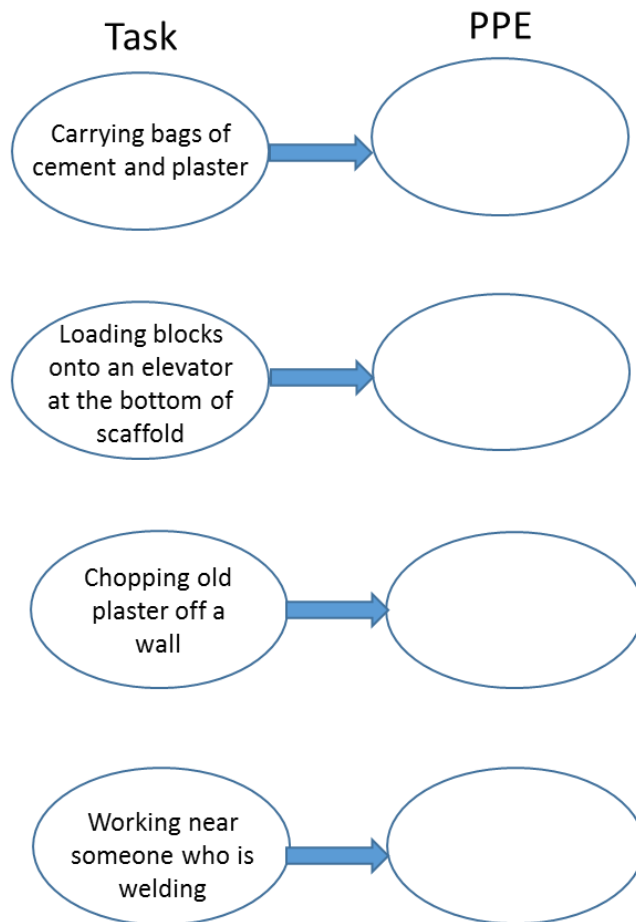 Task
PPE
Carrying bags of
cement and plaster
Loading blocks
onto an elevator
at the bottom of
scaffold
Chopping old
plaster off a
wall
Working near
someone who is
welding